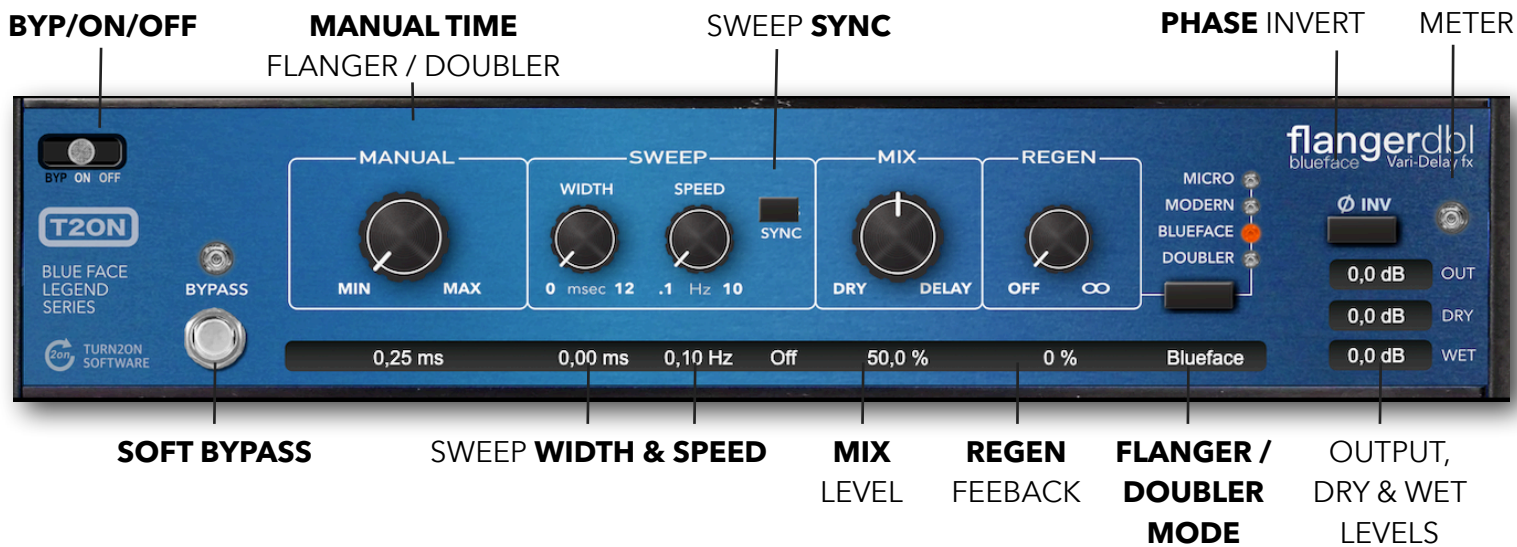 BYP/ON/OFF
MANUAL TIME
FLANGER / DOUBLER
SWEEP SYNC
PHASE INVERT
METER
BYP ON OFF
T2ON
BLUE FACE
LEGEND
SERIES
2on
TURN2ON
SOFTWARE
BYPASS
MANUAL
MIN MAX
SWEEP
WIDTH SPEED
SYNC
0 msec 12 .1 Hz 10
MIX
DRY DELAY
REGEN
OFF ∞
MICRO
MODERN
BLUEFACE
DOUBLER
flangerdbl
blueface Vari-Delay fx
Ø INV
0,0 dB OUT
0,0 dB DRY
0,0 dB WET
0,25 ms 0,00 ms 0,10 Hz Off 50,0 % 0 % Blueface
SOFT BYPASS
SWEEP WIDTH & SPEED
MIX
LEVEL
REGEN
FEEBACK
FLANGER /
DOUBLER
MODE
OUTPUT,
DRY & WET
LEVELS